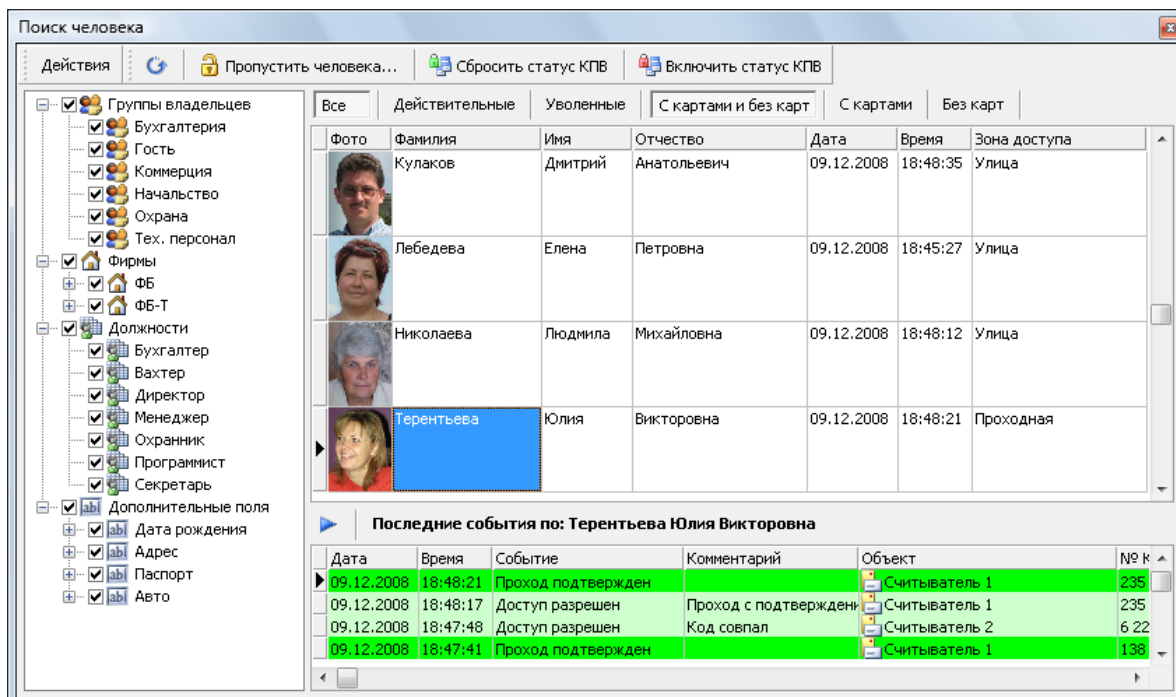 Поиск человека
Действия Пропустить человека... Сбросить статус КПВ Включить статус КПВ
Группы владельцев
Бухгалтерия
Гость
Коммерция
Начальство
Охрана
Тех. персонал
Фирмы
ФБ
ФБ-Т
Должности
Бухгалтер
Вахтер
Директор
Менеджер
Охранник
Программист
Секретарь
Дополнительные поля
Дата рождения
Адрес
Паспорт
Авто
Все Действительные Уволенные С картами и без карт С картами Без карт
Фото Фамилия Имя Отчество Дата Время Зона доступа
Кулаков Дмитрий Анатольевич 09.12.2008 18:48:35 Улица
Лебедева Елена Петровна 09.12.2008 18:45:27 Улица
Николаева Людмила Михайловна 09.12.2008 18:48:12 Улица
Терентьева Юлия Викторовна 09.12.2008 18:48:21 Проходная
Последние события по: Терентьева Юлия Викторовна
Дата Время Событие Комментарий Объект № К
09.12.2008 18:48:21 Проход подтвержден Считыватель 1 235
09.12.2008 18:48:17 Доступ разрешен Проход с подтверждени Считыватель 1 235
09.12.2008 18:47:48 Доступ разрешен Код совпал Считыватель 2 6 22
09.12.2008 18:47:41 Проход подтвержден Считыватель 1 138